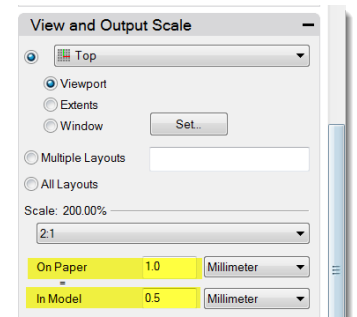 View and Output Scale
Top
Viewport
Extents
Window Set...
Multiple Layouts
All Layouts
Scale: 200.00%
2:1
On Paper 1.0 Millimeter
=
In Model 0.5 Millimeter